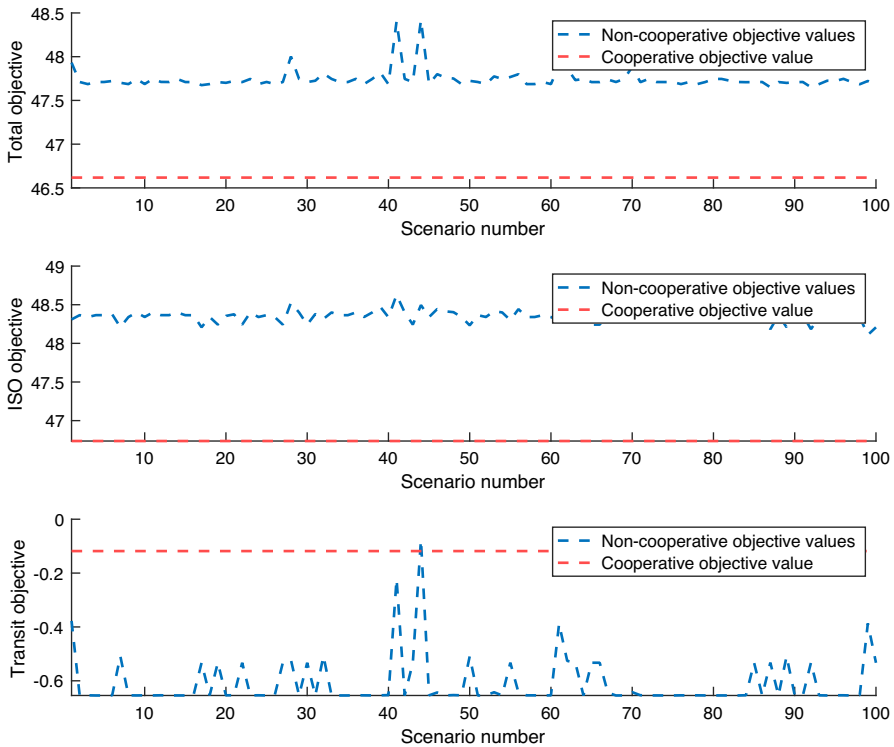 48.5
48
47.5
47
46.5
Total objective
Non-cooperative objective values
Cooperative objective value
10 20 30 40 50 60 70 80 90 100
Scenario number
49
48.5
48
47.5
47
ISO objective
Non-cooperative objective values
Cooperative objective value
10 20 30 40 50 60 70 80 90 100
Scenario number
0
-0.2
-0.4
-0.6
Transit objective
Non-cooperative objective values
Cooperative objective value
10 20 30 40 50 60 70 80 90 100
Scenario number